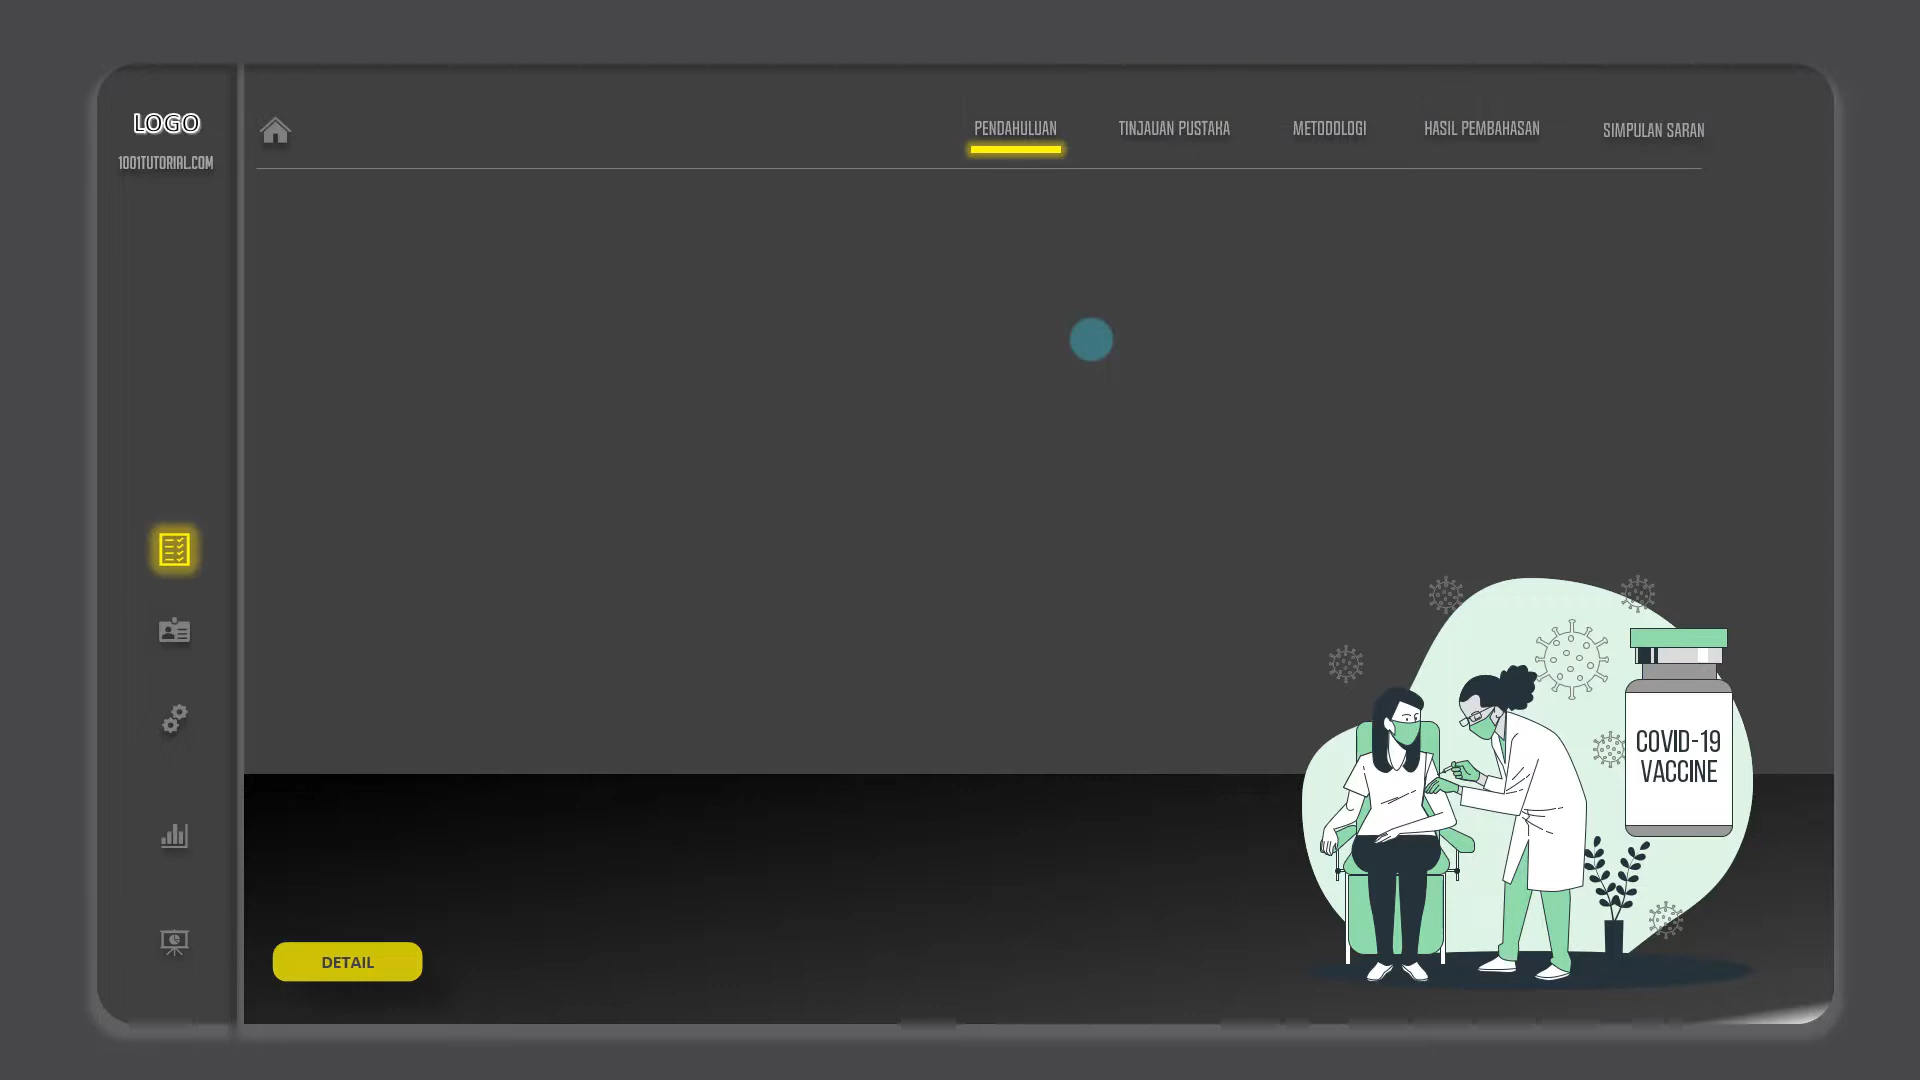 LOGO
1001TUTORIAL.COM
PENDAHULUAN
TINJAUAN PUSTAKA
METODOLOGI
HASIL PEMBAHASAN
SIMPULAN SARAN
COVID-19
VACCINE
DETAIL